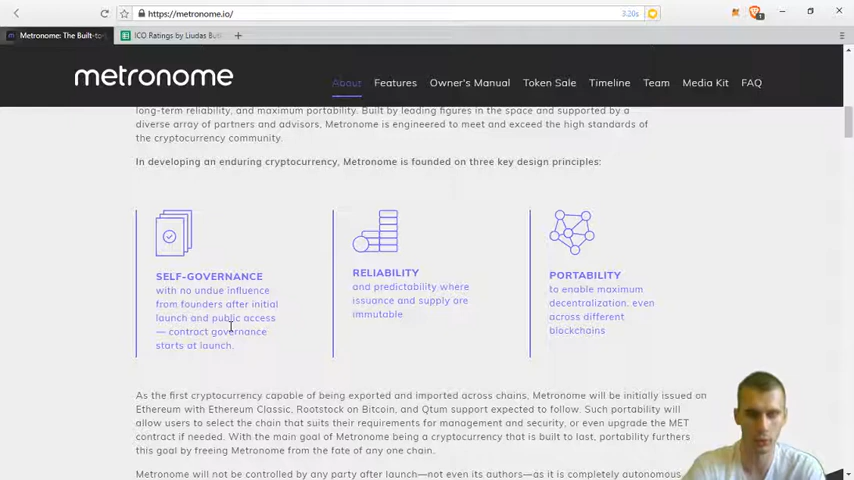 https://metronome.io/
3.20s
1
Metronome: The Built-to-
ICO Ratings by Liudas But
metronome
About
Features
Owner's Manual
Token Sale
Timeline
Team
Media Kit
FAQ
long-term reliability, and maximum portability. Built by leading figures in the space and supported by a
diverse array of partners and advisors, Metronome is engineered to meet and exceed the high standards of
the cryptocurrency community.
In developing an enduring cryptocurrency, Metronome is founded on three key design principles:
SELF-GOVERNANCE
with no undue influence
from founders after initial
launch and public access
— contract governance
starts at launch.
RELIABILITY
and predictability where
issuance and supply are
immutable
PORTABILITY
to enable maximum
decentralization, even
across different
blockchains
As the first cryptocurrency capable of being exported and imported across chains, Metronome will be initially issued on
Ethereum with Ethereum Classic, Rootstock on Bitcoin, and Qtum support expected to follow. Such portability will
allow users to select the chain that suits their requirements for management and security, or even upgrade the MET
contract if needed. With the main goal of Metronome being a cryptocurrency that is built to last, portability furthers
this goal by freeing Metronome from the fate of any one chain.
Metronome will not be controlled by any party after launch—not even its authors—as it is completely autonomous